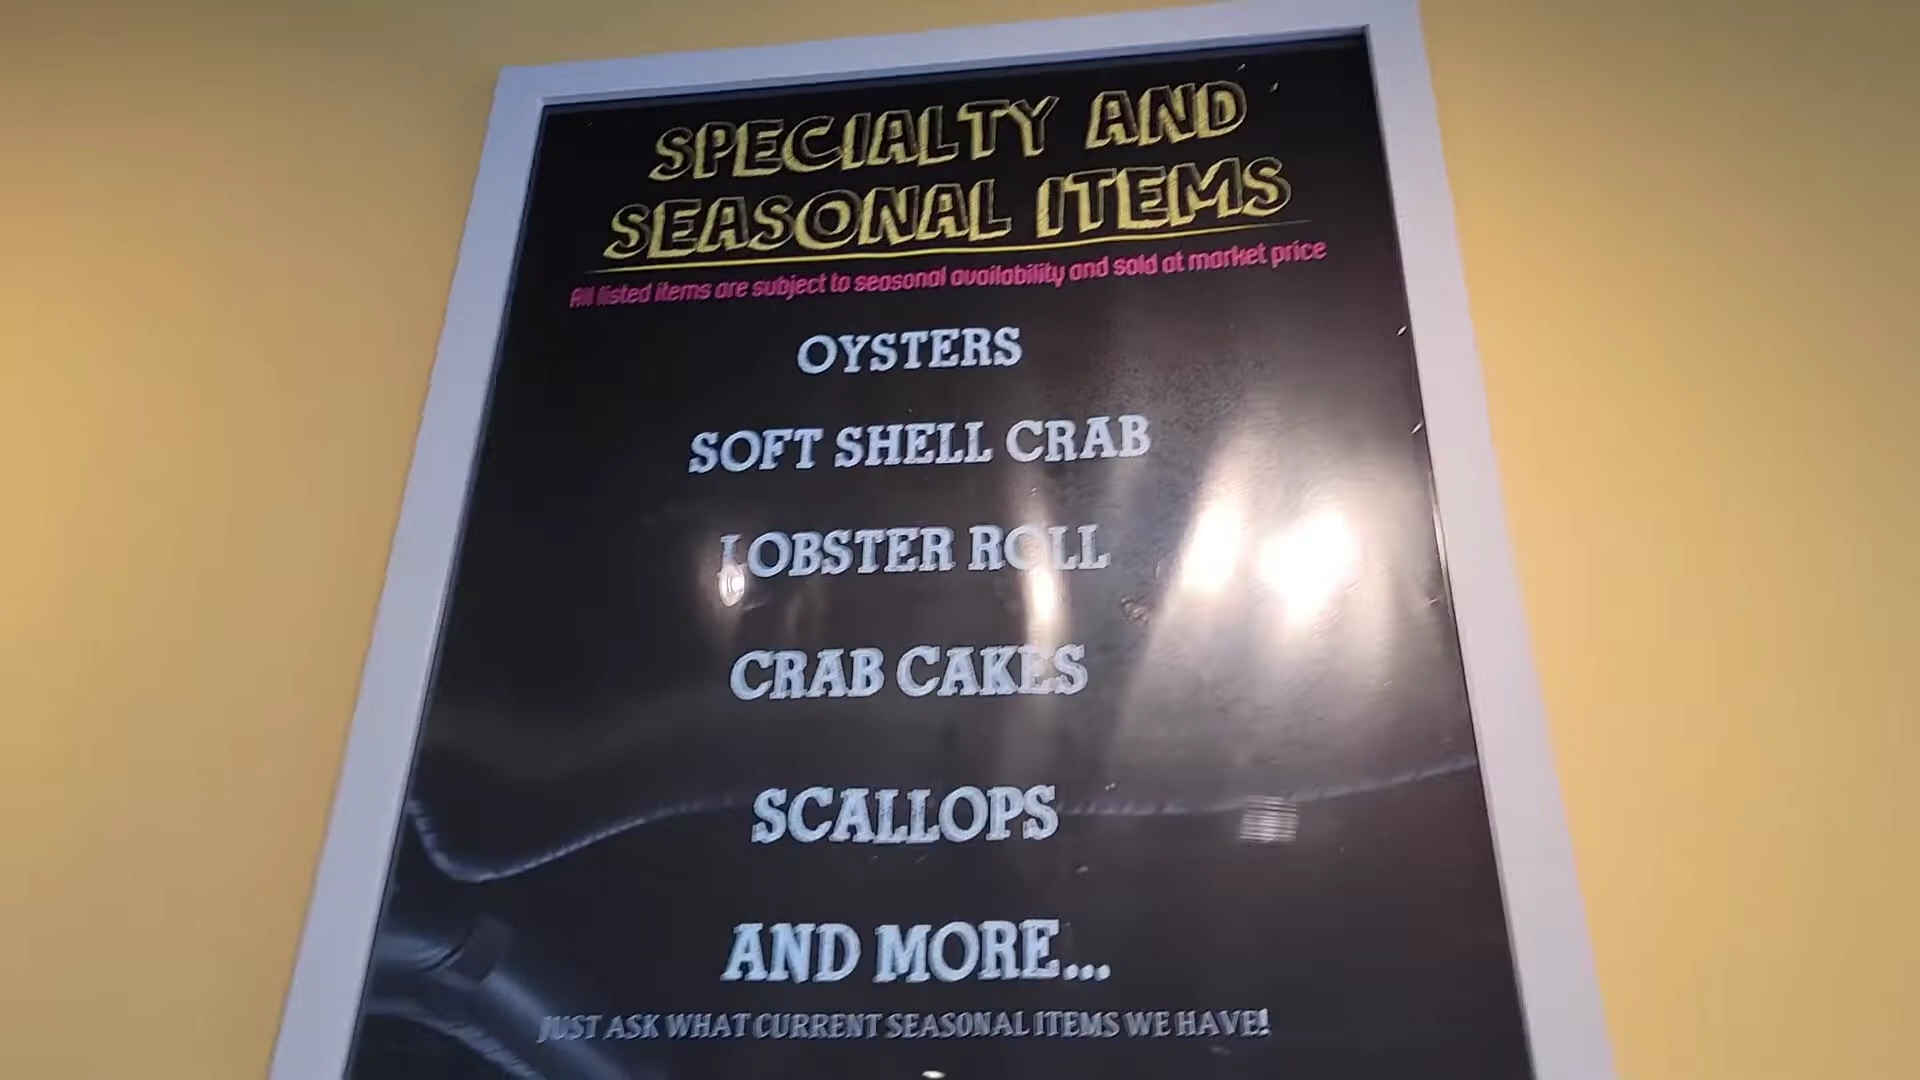 SPECIALTY AND
SEASONAL ITEMS
All listed items are subject to seasonal availability and sold at market price
OYSTERS
SOFT SHELL CRAB
LOBSTER ROLL
CRAB CAKES
SCALLOPS
AND MORE...
JUST ASK WHAT CURRENT SEASONAL ITEMS WE HAVE!